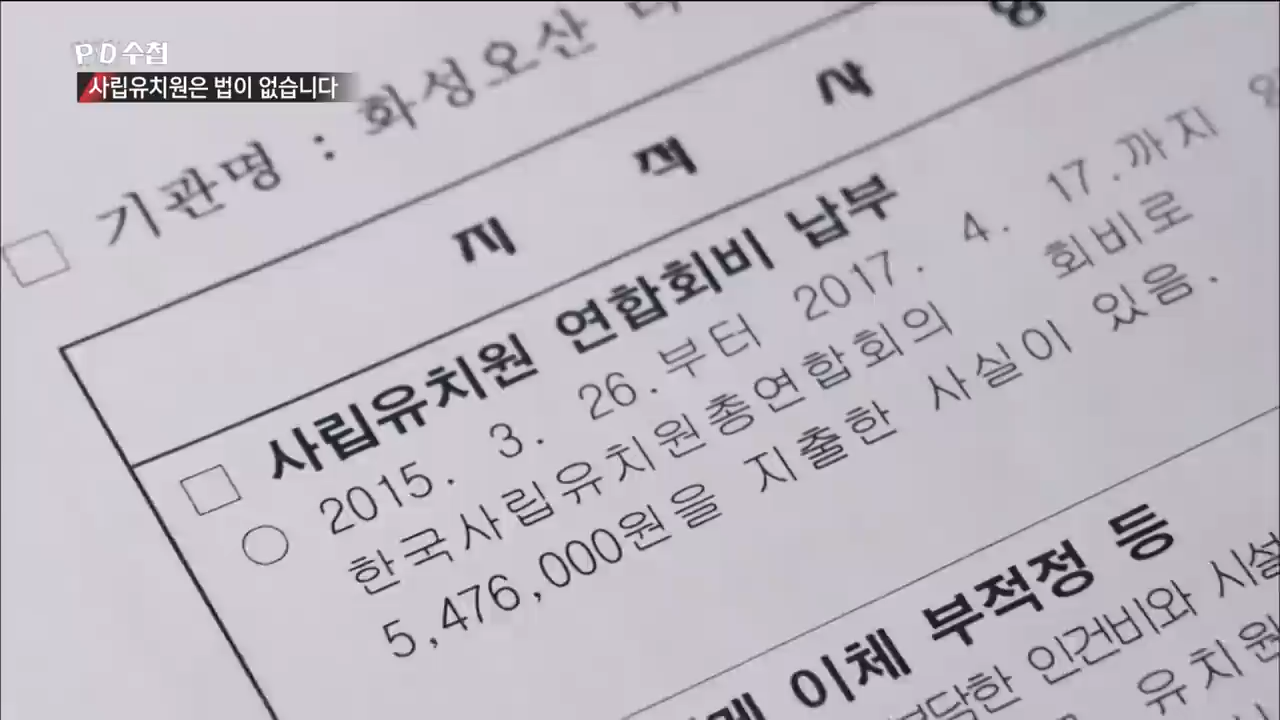 PD수첩
사립유치원은 법이 없습니다
□ 기관명 : 화성오산
지 적 사
□ 사립유치원 연합회비 납부
○ 2015. 3. 26.부터 2017. 4. 17.까지
한국사립유치원총연합회의 회비로
5,476,000원을 지출한 사실이 있음.
이체 부적정 등
인건비와 시설
유치원